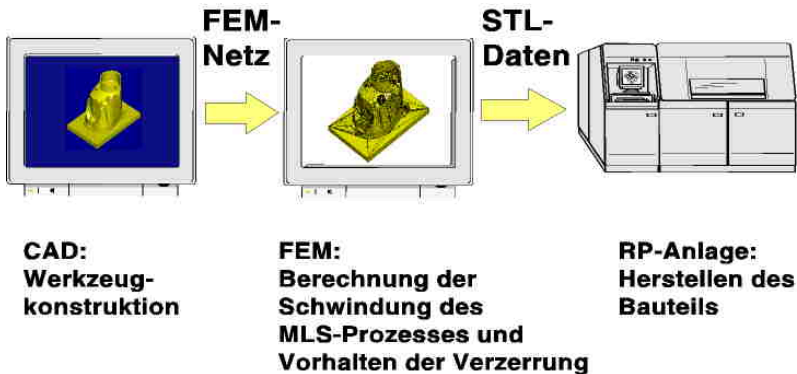 FEM-
Netz
STL-
Daten
CAD:
Werkzeug-
konstruktion
FEM:
Berechnung der
Schwindung des
MLS-Prozesses und
Vorhalten der Verzerrung
RP-Anlage:
Herstellen des
Bauteils